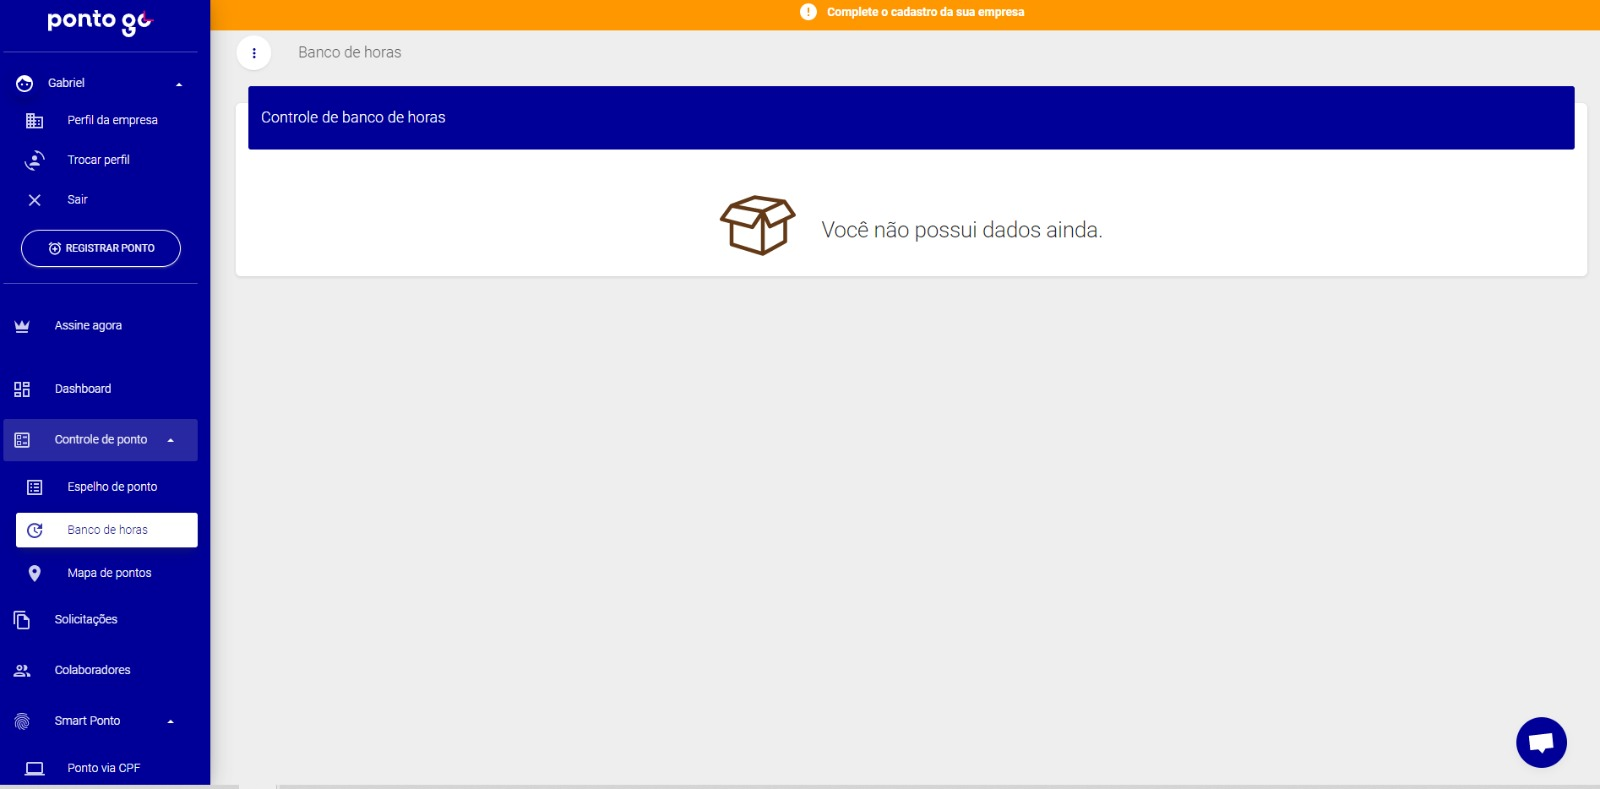 ponto go
Gabriel
Perfil da empresa
Trocar perfil
Sair
REGISTRAR PONTO
Assine agora
Dashboard
Controle de ponto
Espelho de ponto
Banco de horas
Mapa de pontos
Solicitações
Colaboradores
Smart Ponto
Ponto via CPF
Complete o cadastro da sua empresa
Banco de horas
Controle de banco de horas
Você não possui dados ainda.